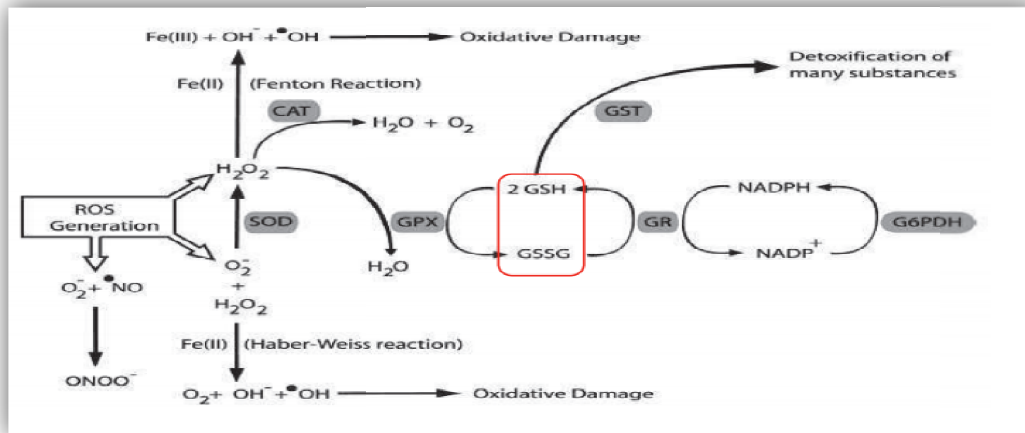 Fe(III) + OH⁻ + •OH
Oxidative Damage
Detoxification of
many substances
Fe(II)
(Fenton Reaction)
CAT
H₂O + O₂
GST
H₂O₂
2 GSH
NADPH
ROS
Generation
SOD
GPX
GR
G6PDH
O₂⁻
H₂O
GSSG
NADP⁺
O₂⁻ + •NO
+
H₂O₂
Fe(II)
(Haber-Weiss reaction)
ONOO⁻
O₂ + OH⁻ + •OH
Oxidative Damage